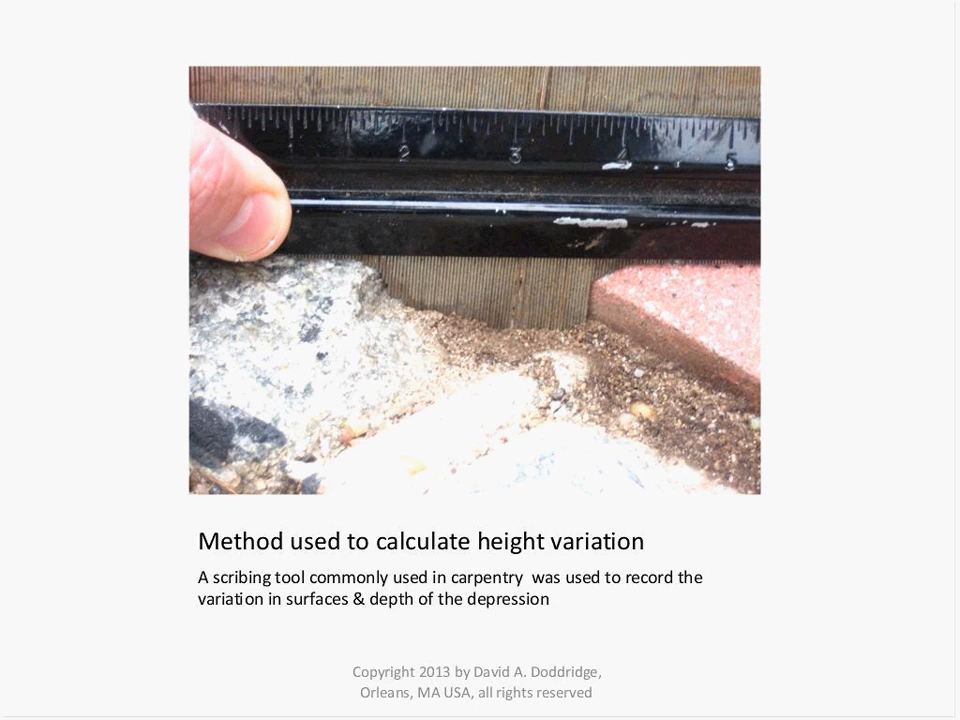 2 3 4 5
Method used to calculate height variation
A scribing tool commonly used in carpentry  was used to record the
variation in surfaces & depth of the depression
Copyright 2013 by David A. Doddridge,
Orleans, MA USA, all rights reserved